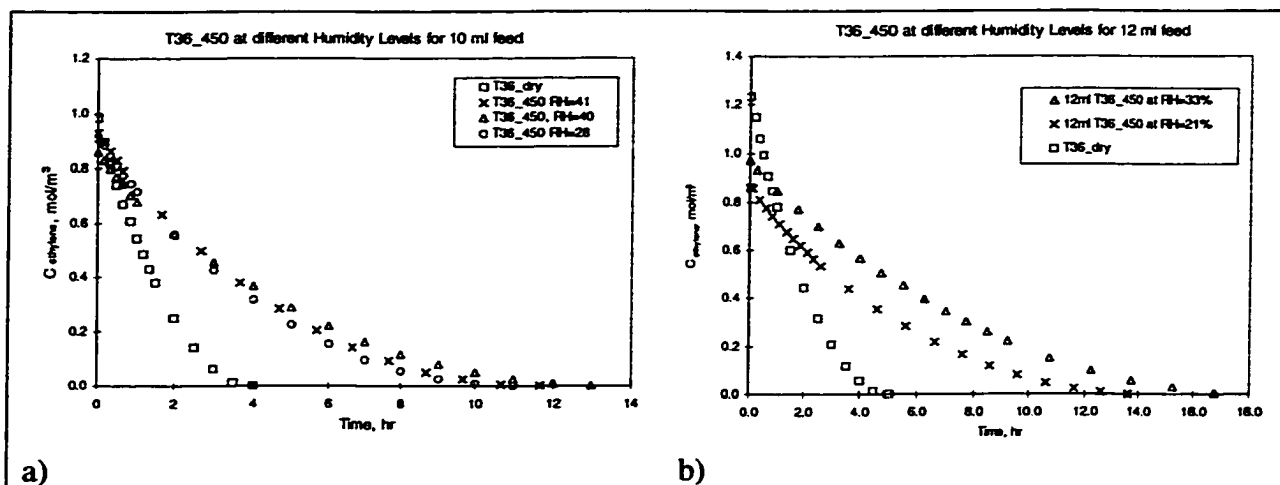 T36_450 at different Humidity Levels for 10 ml feed
1.2
1.0
0.8
0.6
0.4
0.2
0.0
C ethylene, mol/m³
0 2 4 6 8 10 12 14
Time, hr
T36_dry
T36_450 RH=41
T36_450, RH=40
T36_450 RH=28
a)
T36_450 at different Humidity Levels for 12 ml feed
1.4
1.2
1.0
0.8
0.6
0.4
0.2
0.0
C ethylene, mol/m³
0.0 2.0 4.0 6.0 8.0 10.0 12.0 14.0 16.0 18.0
Time, hr
12ml T36_450 at RH=33%
12ml T36_450 at RH=21%
T36_dry
b)